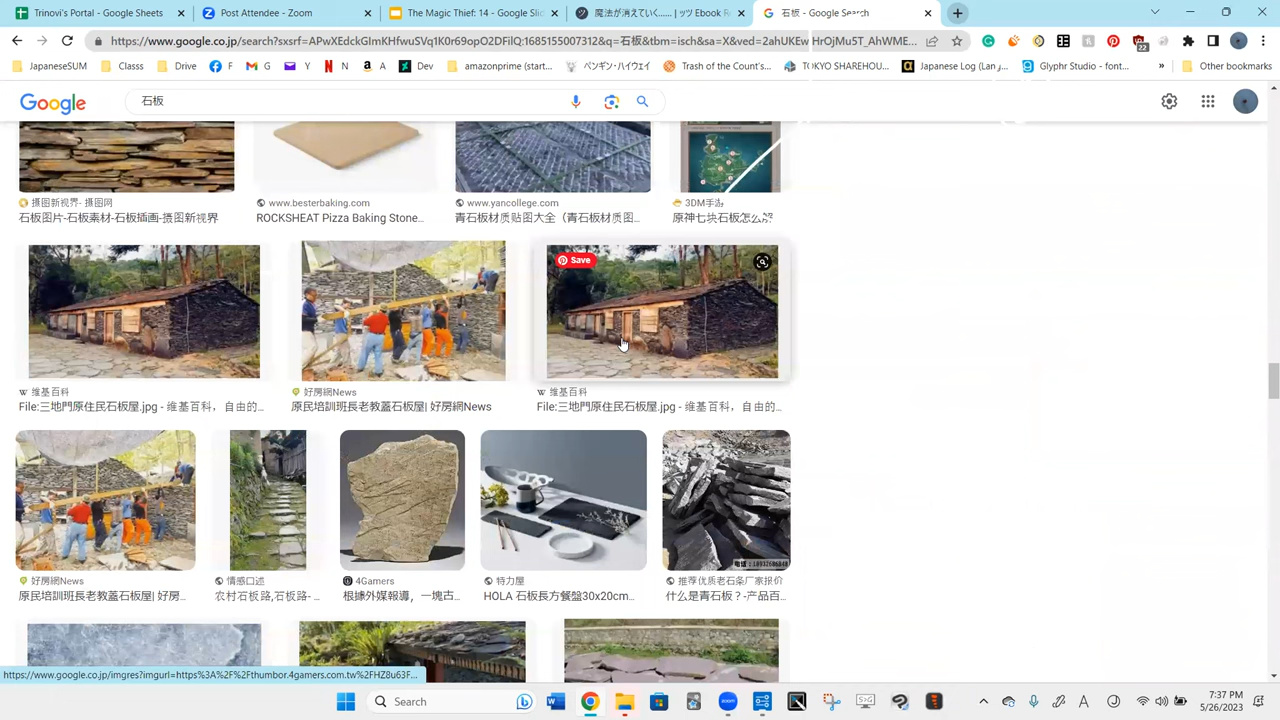 Trinovi's Portal - Google Sheets
Post Attendee - Zoom
The Magic Thief: 14 - Google Slid
魔法が消えていく…… | ッツ Ebook R
石板 - Google Search
https://www.google.co.jp/search?sxsrf=APwXEdckGImKHfwuSVq1K0r69opO2DFilQ:1685155007312&q=石板&tbm=isch&sa=X&ved=2ahUKEw
HrOjMu5T_AhWME...
JapaneseSUM
Classs
Drive
F
G
Y
N
A
Dev
amazonprime (start...
ペンギン・ハイウェイ
Trash of the Count's...
TOKYO SHAREHOU...
Japanese Log (Lan
Glyphr Studio - font...
»
Other bookmarks
Google
石板
摄图新视界- 摄图网
石板图片-石板素材-石板插画-摄图新视界
www.besterbaking.com
ROCKSHEAT Pizza Baking Stone...
www.yancollege.com
青石板材质贴图大全（青石板材质图...
3DM手游
原神七块石板怎么解
Save
维基百科
File:三地門原住民石板屋.jpg - 维基百科，自由的...
好房網News
原民培訓班長老教蓋石板屋| 好房網News
维基百科
File:三地門原住民石板屋.jpg - 维基百科，自由的...
好房網News
原民培訓班長老教蓋石板屋| 好房...
情感口述
农村石板路,石板路- ...
4Gamers
根據外媒報導，一塊古...
特力屋
HOLA 石板長方餐盤30x20cm...
推荐优质老石条厂家报价
什么是青石板？-产品百...
https://www.google.co.jp/imgres?imgurl=https%3A%2F%2Fthumbor.4gamers.com.tw%2FHZ8u63F...
Search
7:37 PM
5/26/2023